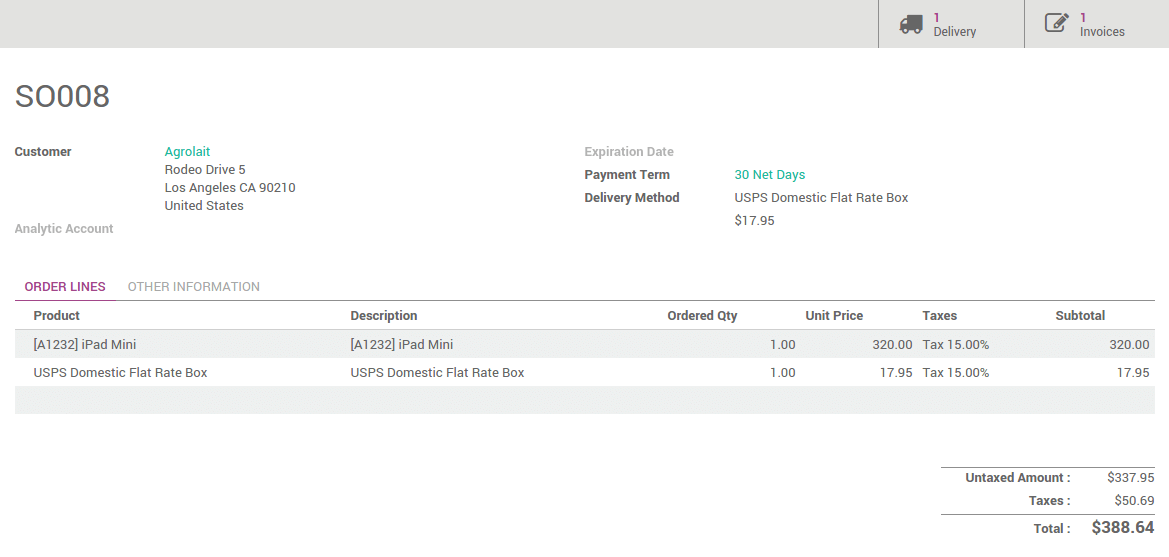 1
Delivery
1
Invoices
SO008
Customer Agrolait
Rodeo Drive 5
Los Angeles CA 90210
United States
Analytic Account
Expiration Date
Payment Term 30 Net Days
Delivery Method USPS Domestic Flat Rate Box
$17.95
ORDER LINES OTHER INFORMATION
Product Description Ordered Qty Unit Price Taxes Subtotal
[A1232] iPad Mini [A1232] iPad Mini 1.00 320.00 Tax 15.00% 320.00
USPS Domestic Flat Rate Box USPS Domestic Flat Rate Box 1.00 17.95 Tax 15.00% 17.95
Untaxed Amount : $337.95
Taxes : $50.69
Total : $388.64